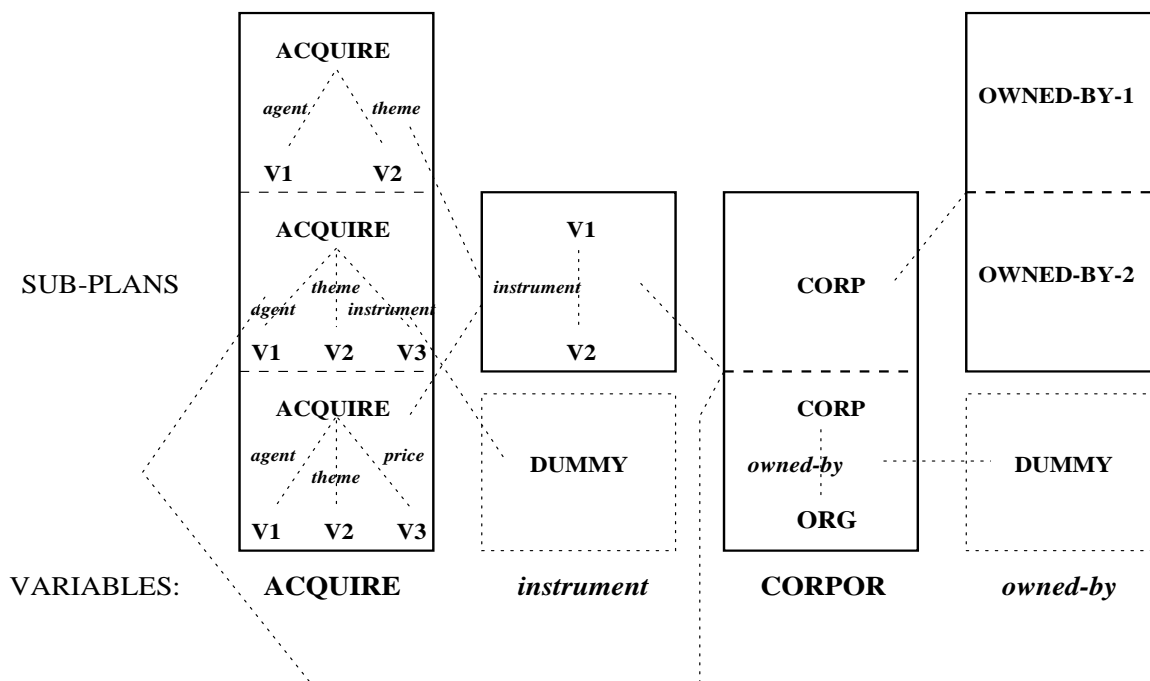 ACQUIRE
agent theme
V1 V2
OWNED-BY-1
SUB-PLANS
ACQUIRE
agent theme instrument
V1 V2 V3
V1
instrument
V2
CORP
OWNED-BY-2
ACQUIRE
agent theme price
V1 V2 V3
DUMMY
CORP
owned-by
ORG
DUMMY
VARIABLES: ACQUIRE instrument CORPOR owned-by